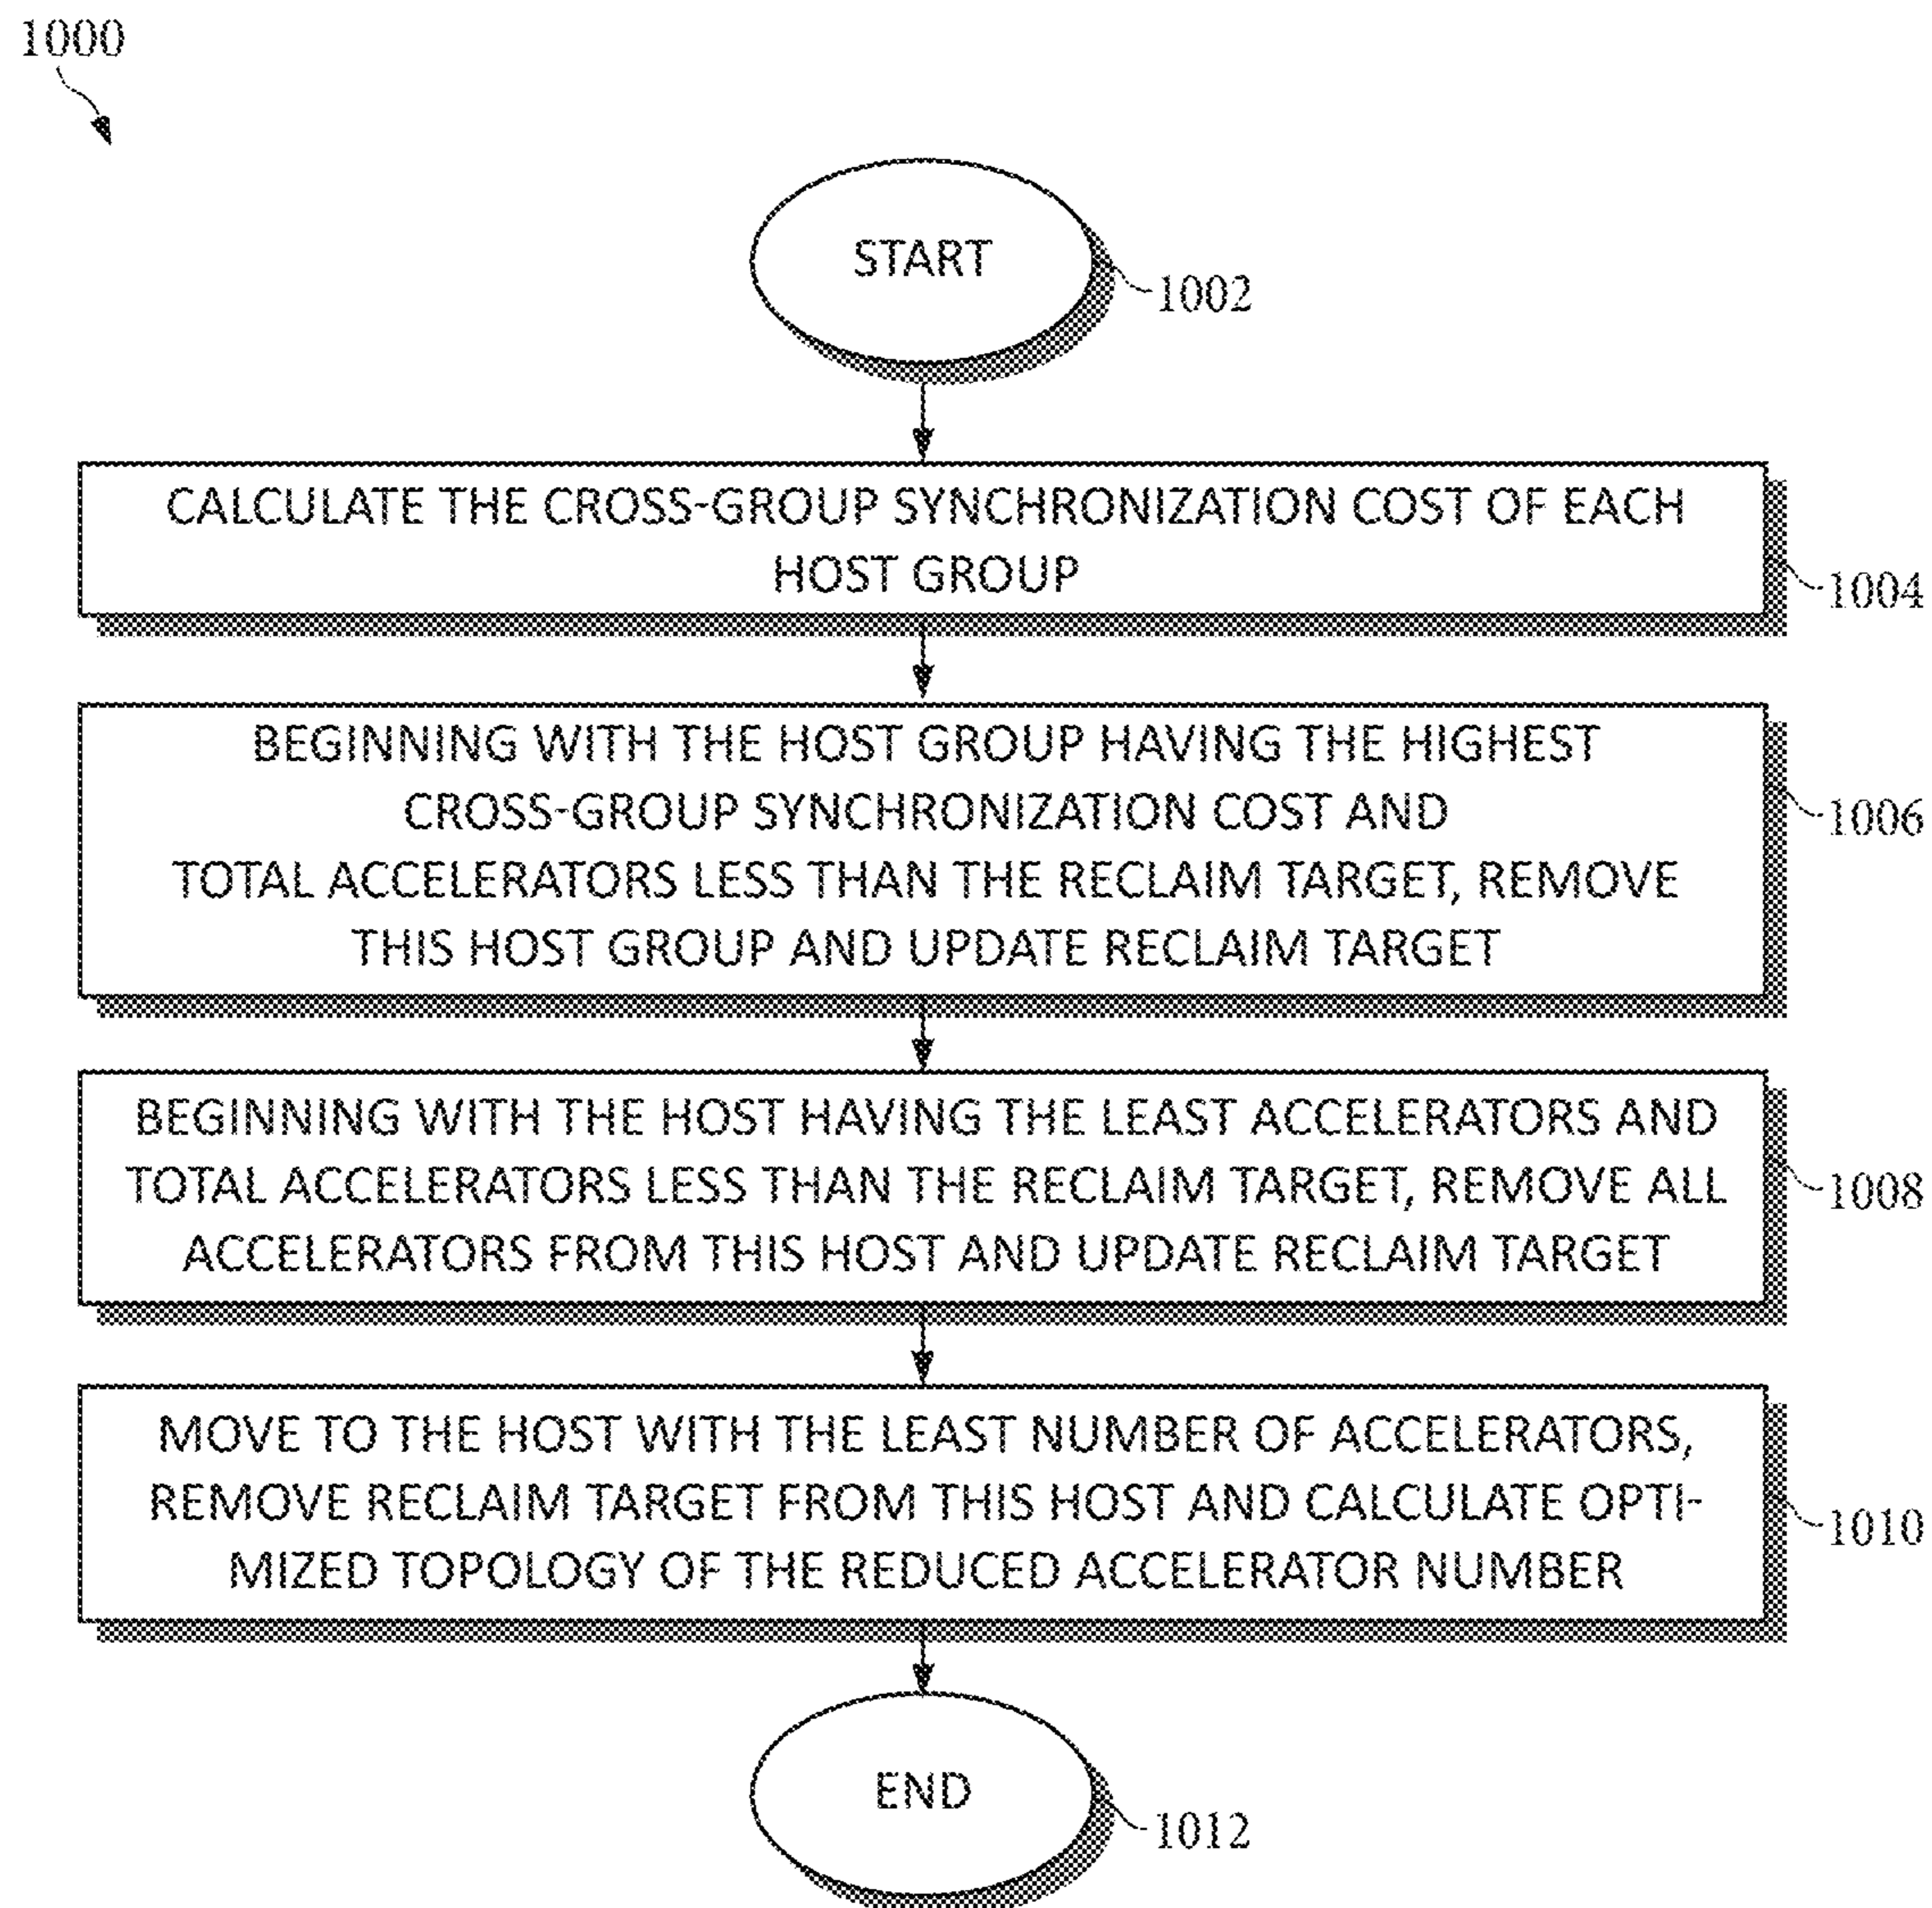 1000
START
1002
CALCULATE THE CROSS-GROUP SYNCHRONIZATION COST OF EACH
HOST GROUP
1004
BEGINNING WITH THE HOST GROUP HAVING THE HIGHEST
CROSS-GROUP SYNCHRONIZATION COST AND
TOTAL ACCELERATORS LESS THAN THE RECLAIM TARGET, REMOVE
THIS HOST GROUP AND UPDATE RECLAIM TARGET
1006
BEGINNING WITH THE HOST HAVING THE LEAST ACCELERATORS AND
TOTAL ACCELERATORS LESS THAN THE RECLAIM TARGET, REMOVE ALL
ACCELERATORS FROM THIS HOST AND UPDATE RECLAIM TARGET
1008
MOVE TO THE HOST WITH THE LEAST NUMBER OF ACCELERATORS,
REMOVE RECLAIM TARGET FROM THIS HOST AND CALCULATE OPTI-
MIZED TOPOLOGY OF THE REDUCED ACCELERATOR NUMBER
1010
END
1012